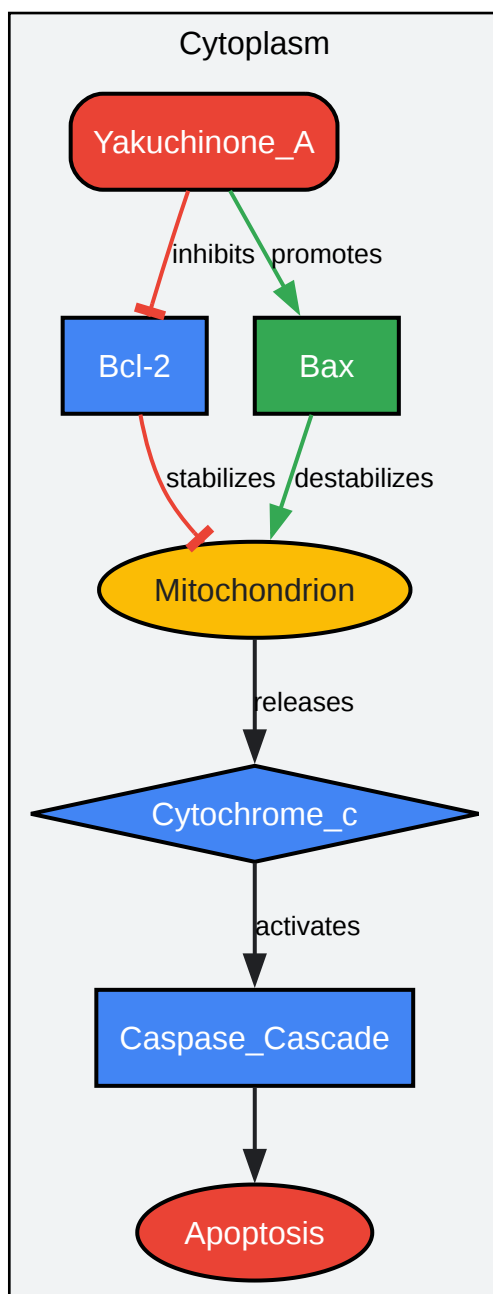 Cytoplasm
Yakuchinone_A
inhibits promotes
Bcl-2 Bax
stabilizes destabilizes
Mitochondrion
releases
Cytochrome_c
activates
Caspase_Cascade
Apoptosis